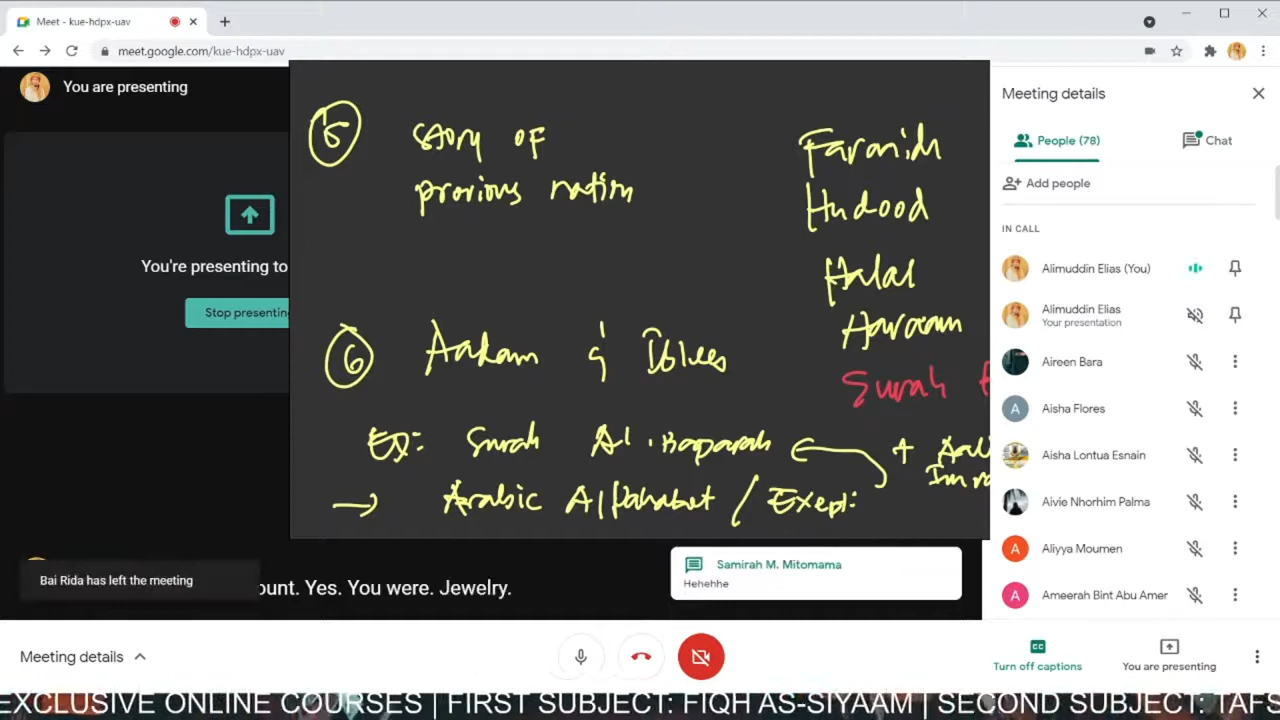 Meet - kue-hdpx-uav
meet.google.com/kue-hdpx-uav
You are presenting
You're presenting to
Stop presenting
5 story of
previous nation
Faraidh
Hudood
Halal
Haraam
Surah
6 Aadam & Iblees
Ex: Surah Al-Baqarah + Aali
Imra
→ Arabic Alphabet / Exept:
Bai Rida has left the meeting
ount. Yes. You were. Jewelry.
Samirah M. Mitomama
Hehehhe
Meeting details
People (78)
Chat
Add people
IN CALL
Alimuddin Elias (You)
Alimuddin Elias
Your presentation
Aireen Bara
A Aisha Flores
Aisha Lontua Esnain
Aivie Nhorhim Palma
A Aliyya Moumen
A Ameerah Bint Abu Amer
Meeting details
CC
Turn off captions
You are presenting
EXCLUSIVE ONLINE COURSES | FIRST SUBJECT: FIQH AS-SIYAAM | SECOND SUBJECT: TAFS